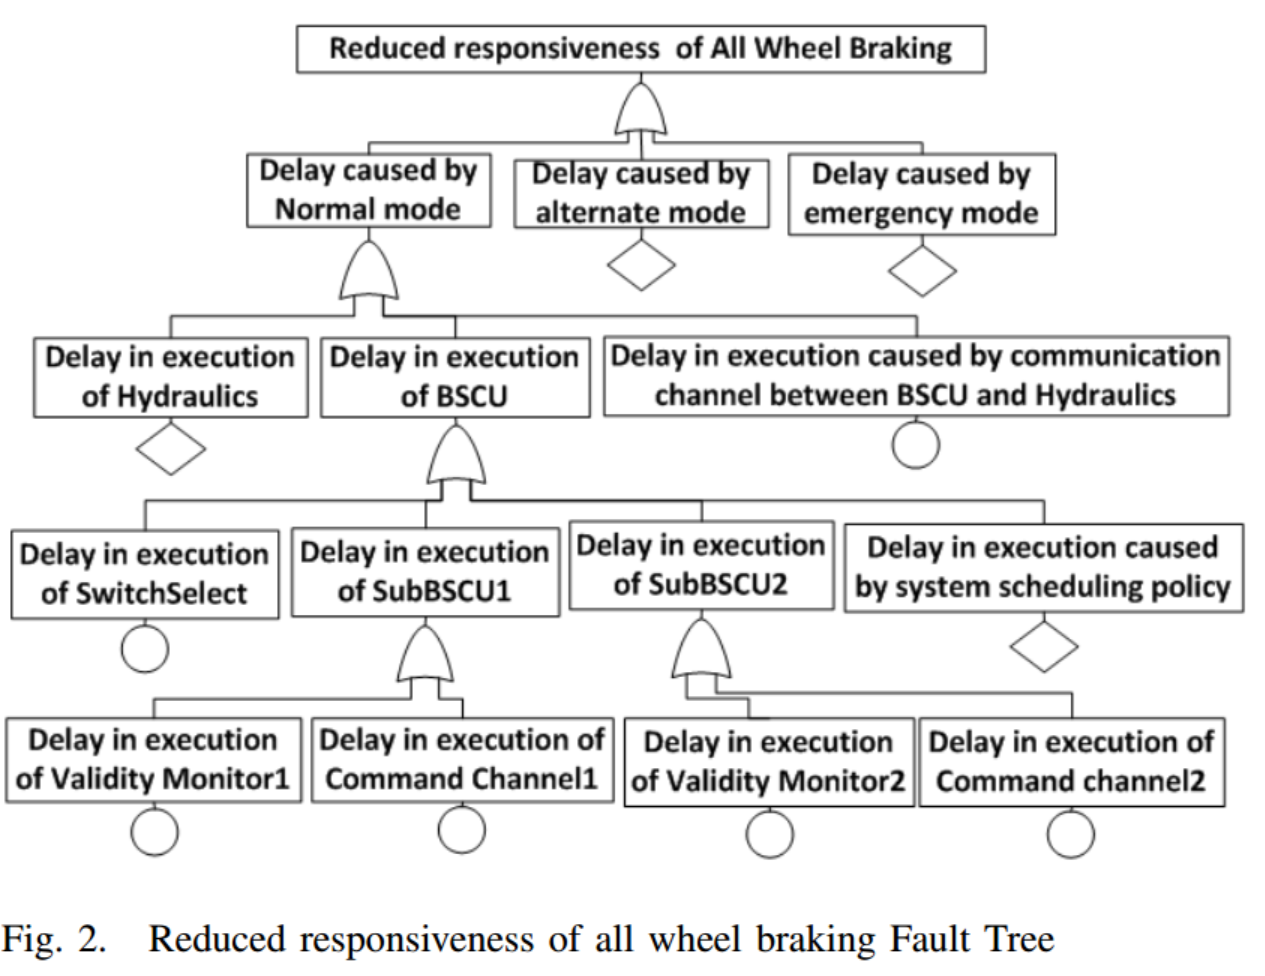 Reduced responsiveness of All Wheel Braking
Delay caused by
Normal mode
Delay caused by
alternate mode
Delay caused by
emergency mode
Delay in execution
of Hydraulics
Delay in execution
of BSCU
Delay in execution caused by communication
channel between BSCU and Hydraulics
Delay in execution
of SwitchSelect
Delay in execution
of SubBSCU1
Delay in execution
of SubBSCU2
Delay in execution caused
by system scheduling policy
Delay in execution
of Validity Monitor1
Delay in execution of
Command Channel1
Delay in execution
of Validity Monitor2
Delay in execution of
Command channel2
Fig. 2. Reduced responsiveness of all wheel braking Fault Tree